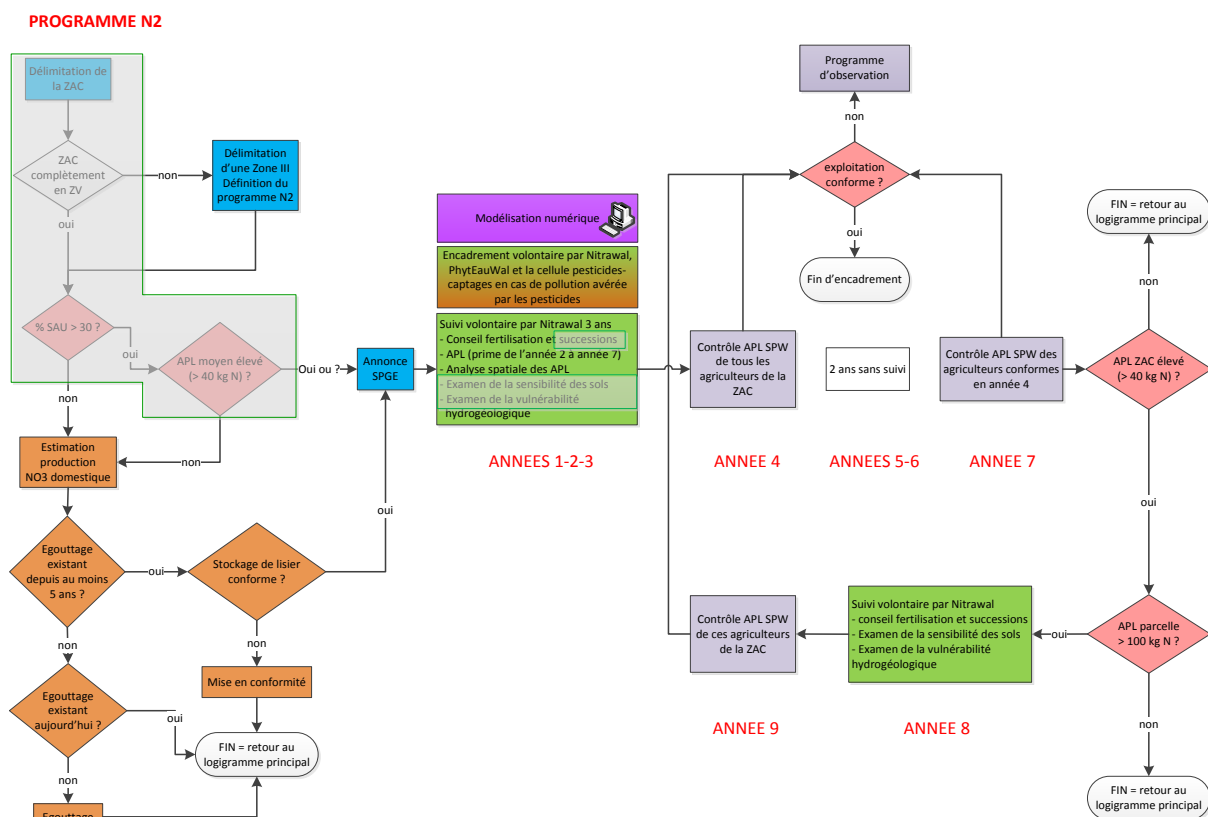 PROGRAMME N2
Délimitation de
la ZAC
ZAC
complètement
en ZV
non
Délimitation
d'une Zone III
Définition du
programme N2
oui
% SAU > 30 ?
oui
APL moyen élevé
(> 40 kg N) ?
Oui ou ?
Annonce
SPGE
non
non
Estimation
production
NO3 domestique
Egouttage
existant
depuis au moins
5 ans ?
oui
Stockage de lisier
conforme ?
oui
non
non
Mise en conformité
Egouttage
existant
aujourd'hui ?
oui
FIN = retour au
logigramme principal
non
Egouttage
Modélisation numérique
Encadrement volontaire par Nitrawal,
PhytEauWal et la cellule pesticides-
captages en cas de pollution avérée
par les pesticides
Suivi volontaire par Nitrawal 3 ans
- Conseil fertilisation et successions
- APL (prime de l'année 2 à année 7)
- Analyse spatiale des APL
- Examen de la sensibilité des sols
- Examen de la vulnérabilité
hydrogéologique
ANNEES 1-2-3
Programme
d'observation
non
exploitation
conforme ?
oui
Fin d'encadrement
Contrôle APL SPW
de tous les
agriculteurs de la
ZAC
ANNEE 4
2 ans sans suivi
ANNEES 5-6
Contrôle APL SPW des
agriculteurs conformes
en année 4
ANNEE 7
FIN = retour au
logigramme principal
non
APL ZAC élevé
(> 40 kg N) ?
oui
APL parcelle
> 100 kg N ?
oui
Suivi volontaire par Nitrawal
- conseil fertilisation et successions
- Examen de la sensibilité des sols
- Examen de la vulnérabilité
hydrogéologique
ANNEE 8
Contrôle APL SPW
de ces agriculteurs
de la ZAC
ANNEE 9
non
FIN = retour au
logigramme principal